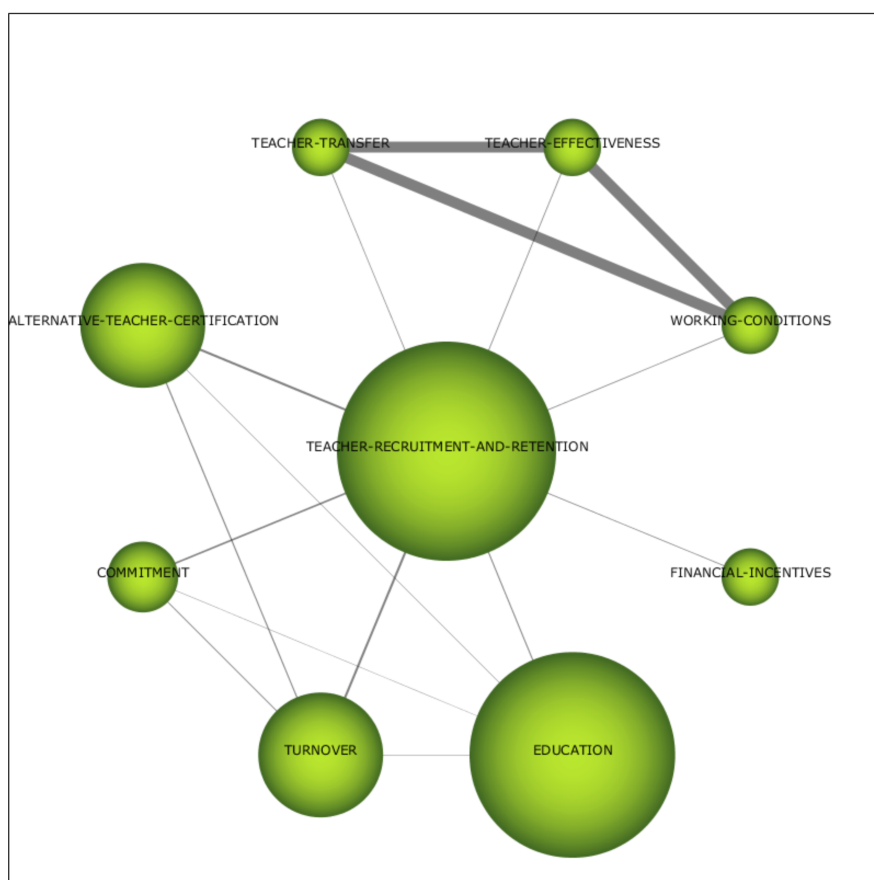 TEACHER-TRANSFER
TEACHER-EFFECTIVENESS
ALTERNATIVE-TEACHER-CERTIFICATION
WORKING-CONDITIONS
TEACHER-RECRUITMENT-AND-RETENTION
COMMITMENT
FINANCIAL-INCENTIVES
TURNOVER
EDUCATION